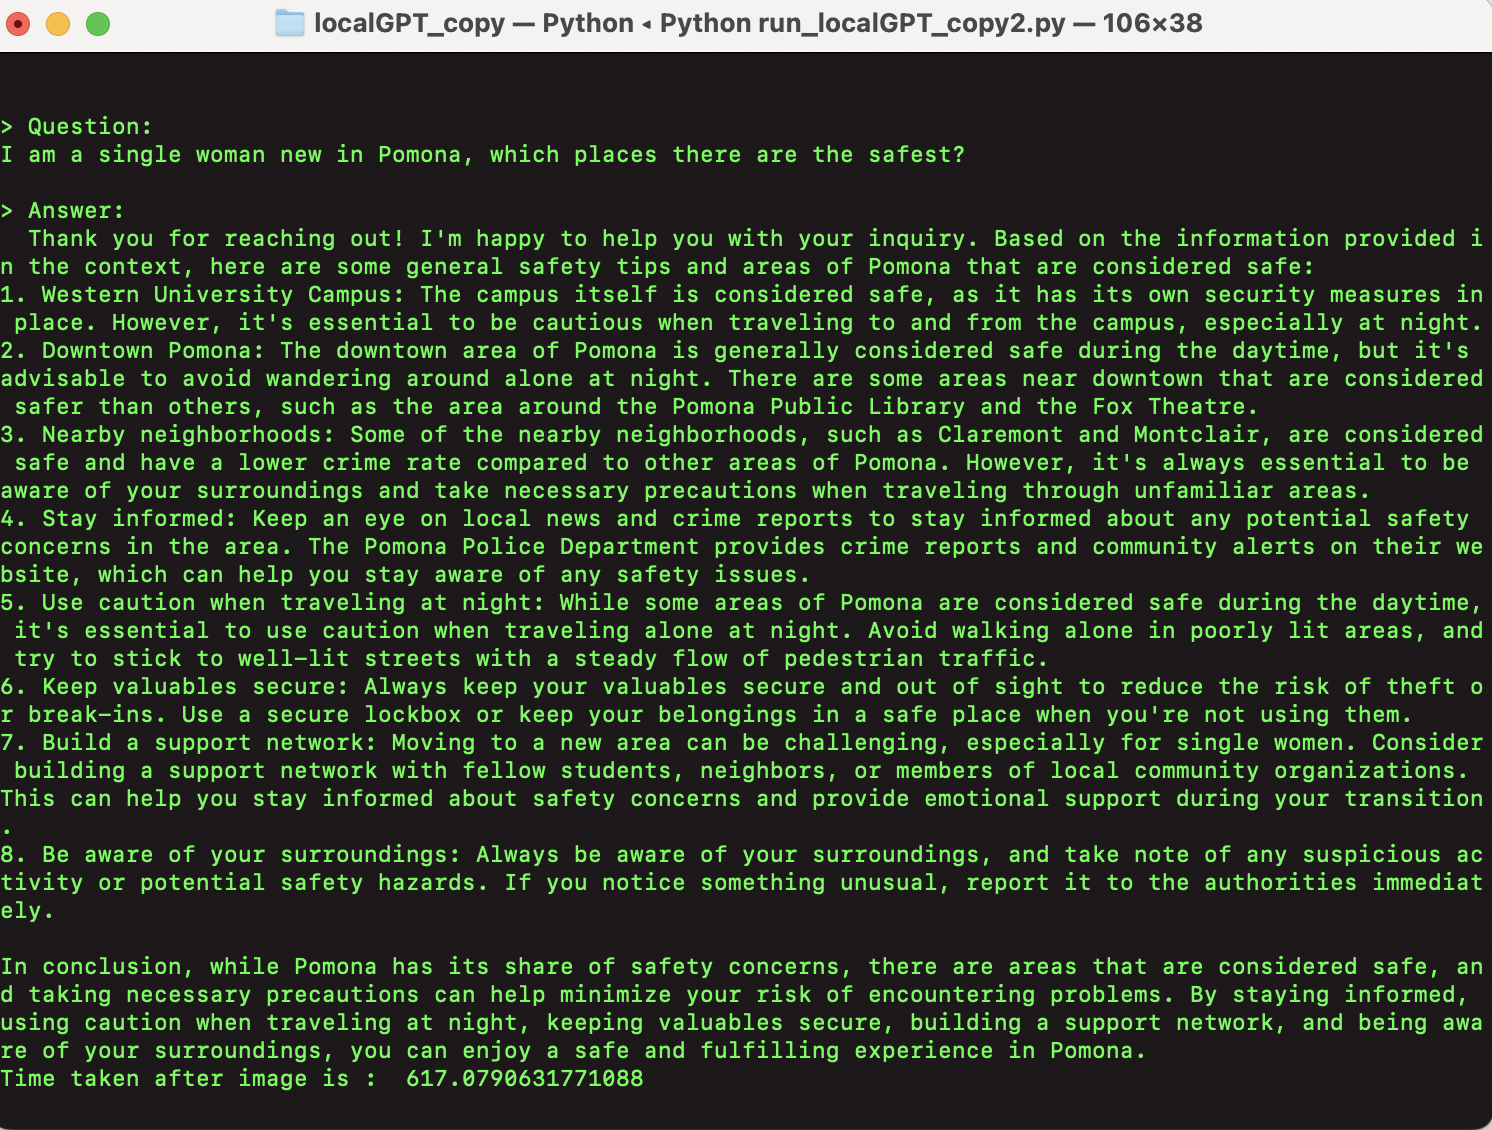 localGPT_copy — Python ◂ Python run_localGPT_copy2.py — 106×38
> Question:
I am a single woman new in Pomona, which places there are the safest?
> Answer:
  Thank you for reaching out! I'm happy to help you with your inquiry. Based on the information provided i
n the context, here are some general safety tips and areas of Pomona that are considered safe:
1. Western University Campus: The campus itself is considered safe, as it has its own security measures in
 place. However, it's essential to be cautious when traveling to and from the campus, especially at night.
2. Downtown Pomona: The downtown area of Pomona is generally considered safe during the daytime, but it's
advisable to avoid wandering around alone at night. There are some areas near downtown that are considered
 safer than others, such as the area around the Pomona Public Library and the Fox Theatre.
3. Nearby neighborhoods: Some of the nearby neighborhoods, such as Claremont and Montclair, are considered
 safe and have a lower crime rate compared to other areas of Pomona. However, it's always essential to be
aware of your surroundings and take necessary precautions when traveling through unfamiliar areas.
4. Stay informed: Keep an eye on local news and crime reports to stay informed about any potential safety
concerns in the area. The Pomona Police Department provides crime reports and community alerts on their we
bsite, which can help you stay aware of any safety issues.
5. Use caution when traveling at night: While some areas of Pomona are considered safe during the daytime,
 it's essential to use caution when traveling alone at night. Avoid walking alone in poorly lit areas, and
 try to stick to well-lit streets with a steady flow of pedestrian traffic.
6. Keep valuables secure: Always keep your valuables secure and out of sight to reduce the risk of theft o
r break-ins. Use a secure lockbox or keep your belongings in a safe place when you're not using them.
7. Build a support network: Moving to a new area can be challenging, especially for single women. Consider
 building a support network with fellow students, neighbors, or members of local community organizations.
This can help you stay informed about safety concerns and provide emotional support during your transition
.
8. Be aware of your surroundings: Always be aware of your surroundings, and take note of any suspicious ac
tivity or potential safety hazards. If you notice something unusual, report it to the authorities immediat
ely.
In conclusion, while Pomona has its share of safety concerns, there are areas that are considered safe, an
d taking necessary precautions can help minimize your risk of encountering problems. By staying informed,
using caution when traveling at night, keeping valuables secure, building a support network, and being awa
re of your surroundings, you can enjoy a safe and fulfilling experience in Pomona.
Time taken after image is :  617.0790631771088